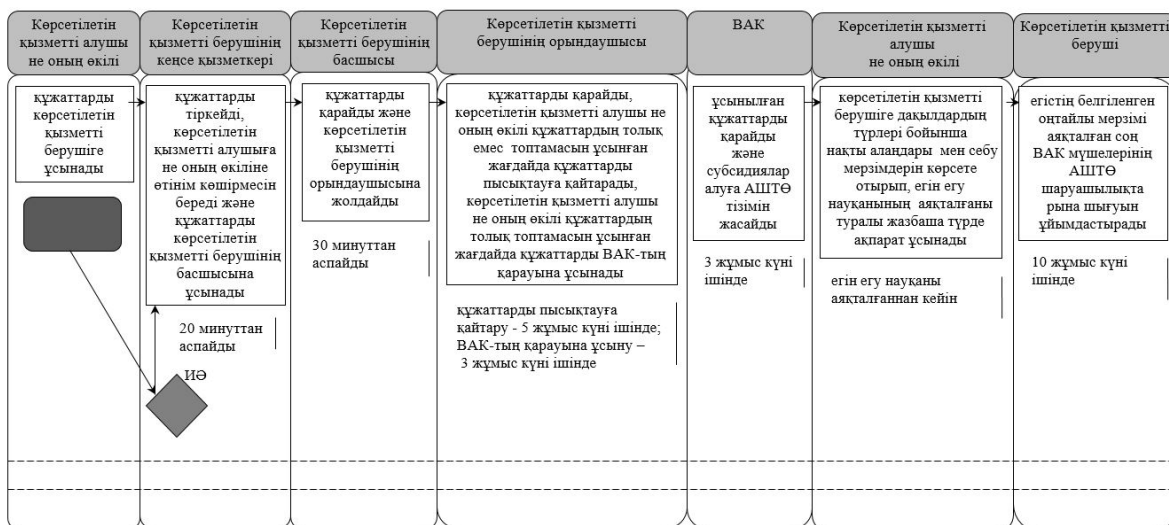 Көрсетілетін
қызметті алушы
не оның өкілі
Көрсетілетін
қызметті берушінің
кеңсе қызметкері
Көрсетілетін
қызметті берушінің
басшысы
Көрсетілетін қызметті
берушінің орындаушысы
ВАК
Көрсетілетін қызметті
алушы
не оның өкілі
Көрсетілетін қызметті
беруші
құжаттарды
көрсетілетін
қызметті
берушіге
ұсынады
құжаттарды
тіркейді,
көрсетілетін
қызметті алушыға
не оның өкіліне
өтінім көшірмесін
береді және
құжаттарды
көрсетілетін
қызметті берушінің
басшысына
ұсынады
20 минуттан
аспайды
ИӘ
құжаттарды
қарайды және
көрсетілетін
қызметті
берушінің
орындаушысына
жолдайды
30 минуттан
аспайды
құжаттарды қарайды,
көрсетілетін қызметті алушы не
оның өкілі құжаттардың толық
емес топтамасын ұсынған
жағдайда құжаттарды
пысықтауға қайтарады,
көрсетілетін қызметті алушы
не оның өкілі құжаттардың
толық топтамасын ұсынған
жағдайда құжаттарды ВАК-тың
қарауына ұсынады
құжаттарды пысықтауға
қайтару - 5 жұмыс күні ішінде;
ВАК-тың қарауына ұсыну –
3 жұмыс күні ішінде
ұсынылған
құжаттарды
қарайды
және
субсидиялар
алуға АШТӨ
тізімін
жасайды
3 жұмыс күні
ішінде
көрсетілетін қызметті
берушіге дақылдардың
түрлері бойынша
нақты алаңдары мен себу
мерзімдерін көрсете
отырып, егін егу
науқанының аяқталғаны
туралы жазбаша түрде
ақпарат ұсынады
егін егу науқаны
аяқталғаннан кейін
егістің белгіленген
оңтайлы мерзімі
аяқталған соң
ВАК мүшелерінің
АШТӨ
шаруашылықта
рына шығуын
ұйымдастырады
10 жұмыс күні
ішінде